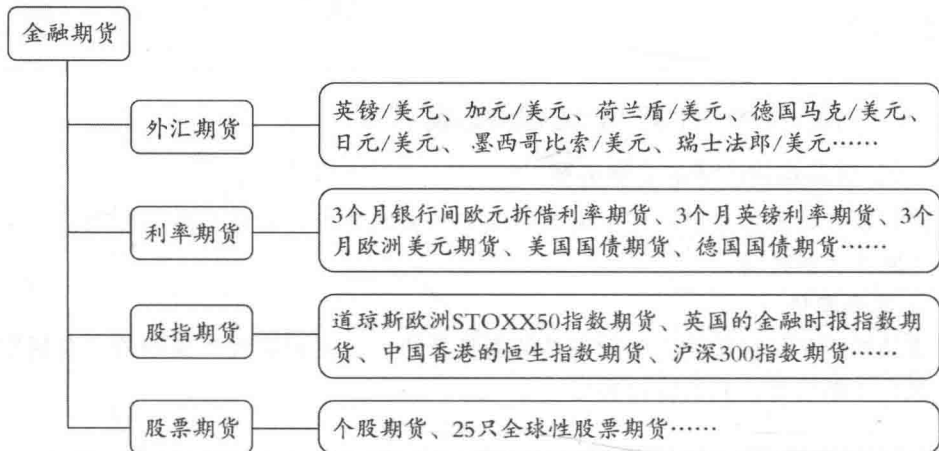 金融期货
外汇期货
英镑/美元、加元/美元、荷兰盾/美元、德国马克/美元、
日元/美元、墨西哥比索/美元、瑞士法郎/美元……
利率期货
3个月银行间欧元拆借利率期货、3个月英镑利率期货、3个
月欧洲美元期货、美国国债期货、德国国债期货……
股指期货
道琼斯欧洲STOXX50指数期货、英国的金融时报指数期
货、中国香港的恒生指数期货、沪深300指数期货……
股票期货
个股期货、25只全球性股票期货……